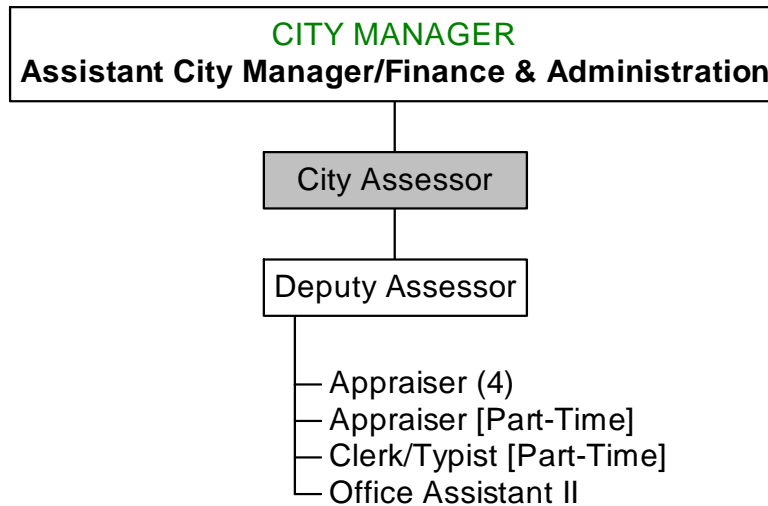 CITY MANAGER
Assistant City Manager/Finance & Administration
City Assessor
Deputy Assessor
Appraiser (4)
Appraiser [Part-Time]
Clerk/Typist [Part-Time]
Office Assistant II